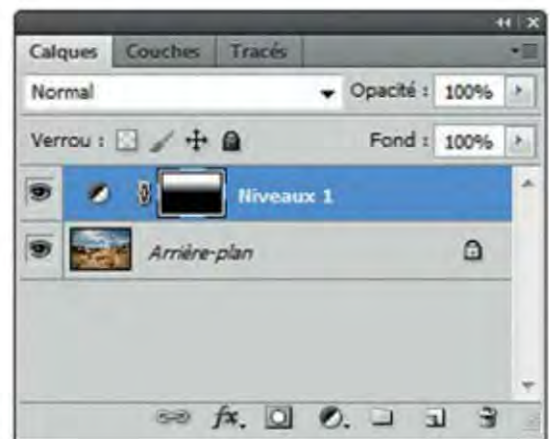 Calques Couches Tracés
Normal Opacité : 100%
Verrou : Fond : 100%
Niveaux 1
Arrière-plan
fx.